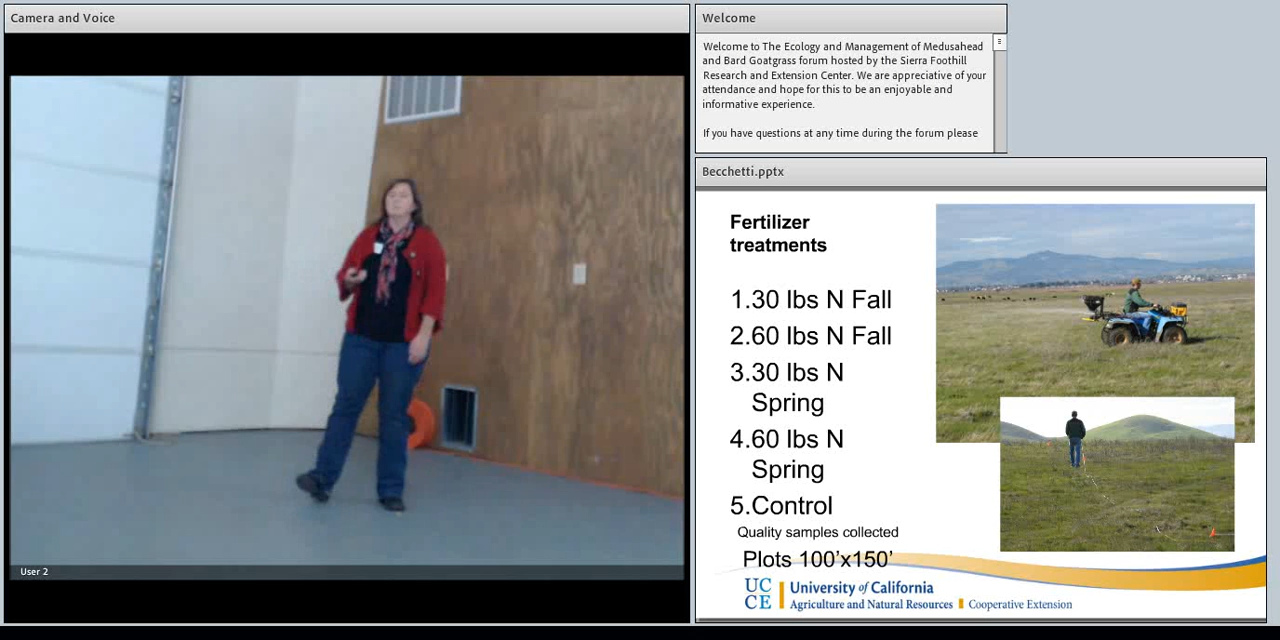 Camera and Voice
User 2
Welcome
Welcome to The Ecology and Management of Medusahead
and Bard Goatgrass forum hosted by the Sierra Foothill
Research and Extension Center. We are appreciative of your
attendance and hope for this to be an enjoyable and
informative experience.
If you have questions at any time during the forum please
Becchetti.pptx
Fertilizer
treatments
1.30 lbs N Fall
2.60 lbs N Fall
3.30 lbs N
Spring
4.60 lbs N
Spring
5.Control
Quality samples collected
Plots 100'x150'
UC
CE
University of California
Agriculture and Natural Resources
Cooperative Extension